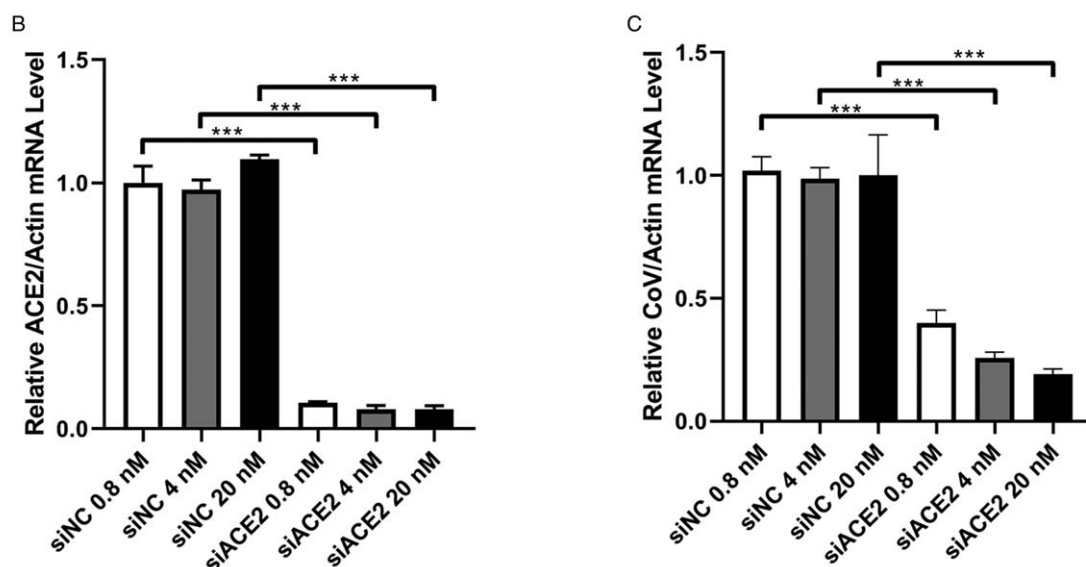 B
Relative ACE2/Actin mRNA Level
1.5
1.0
0.5
0.0
***
***
***
siNC 0.8 nM
siNC 4 nM
siNC 20 nM
siACE2 0.8 nM
siACE2 4 nM
siACE2 20 nM
C
Relative CoV/Actin mRNA Level
1.5
1.0
0.5
0.0
***
***
***
siNC 0.8 nM
siNC 4 nM
siNC 20 nM
siACE2 0.8 nM
siACE2 4 nM
siACE2 20 nM